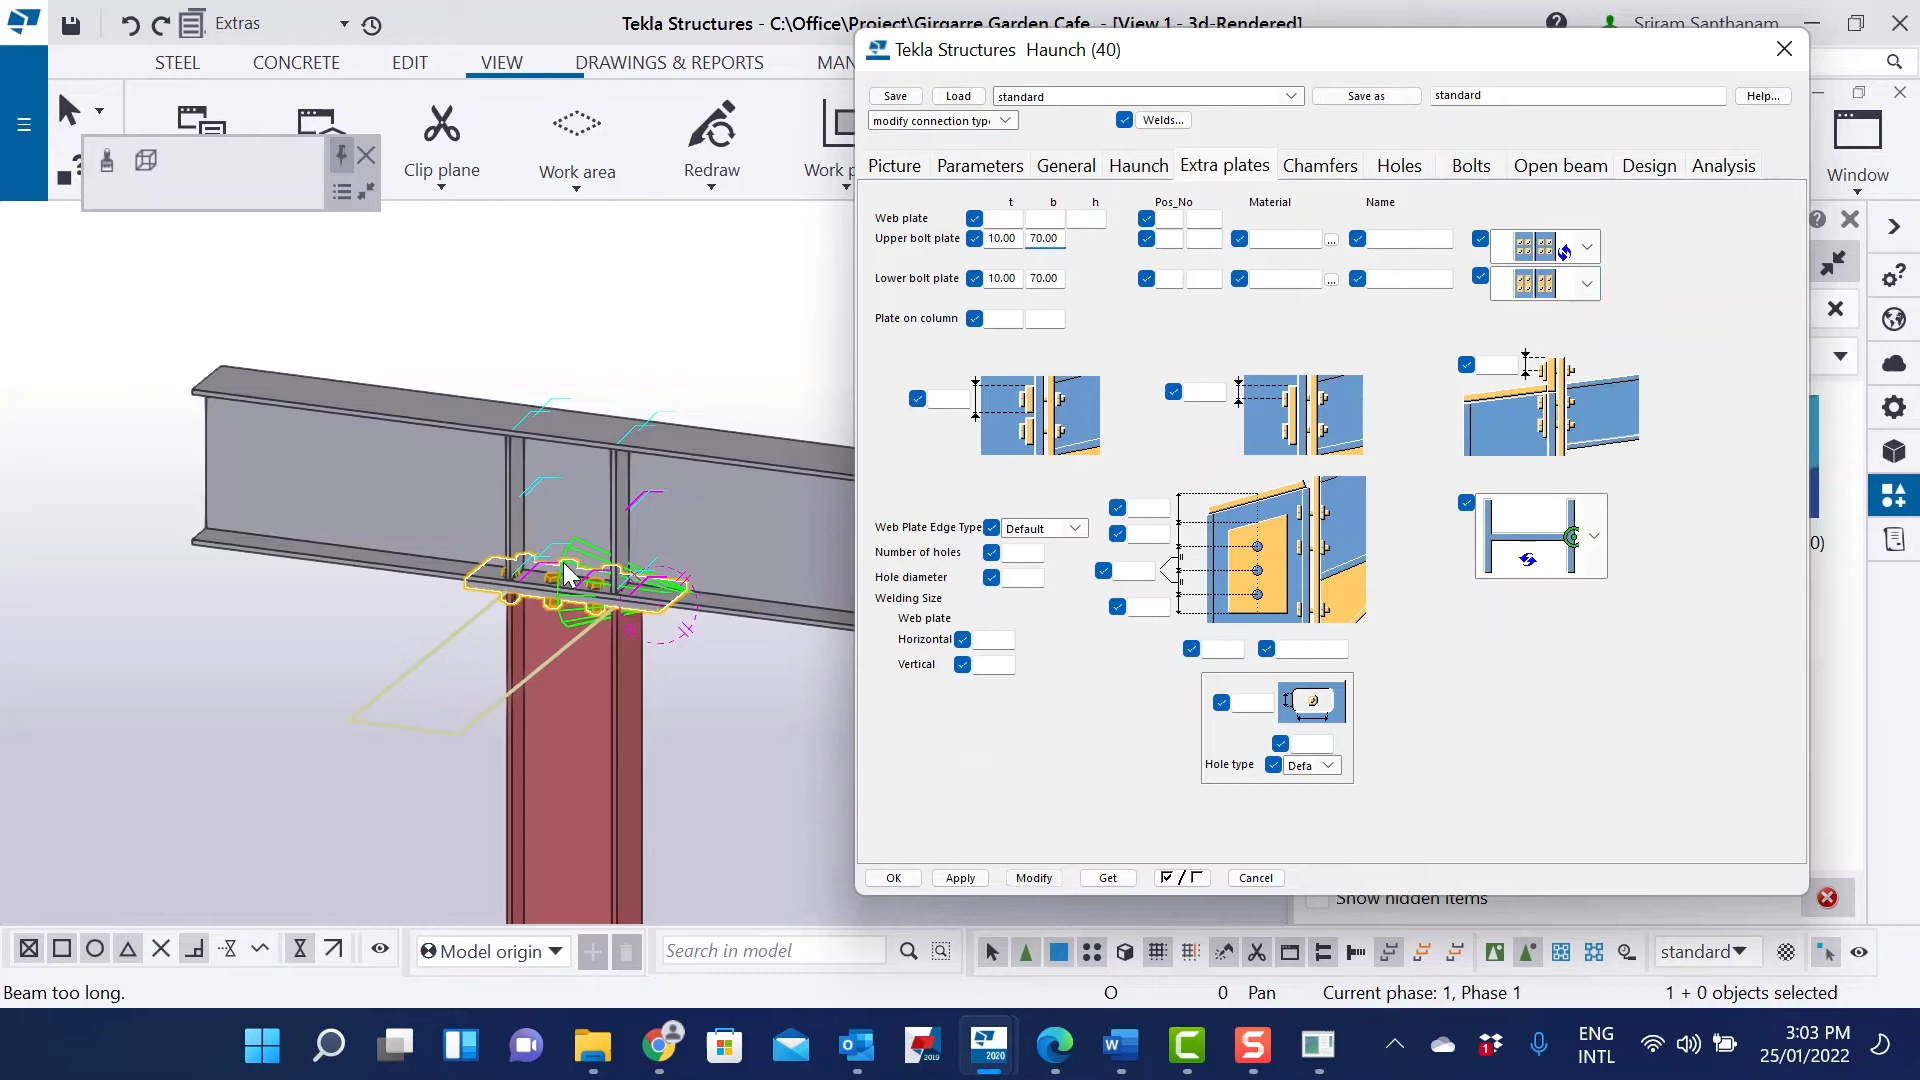 Extras
Tekla Structures - C:\Office\Project\Girgarre Garden Cafe - [View 1 - 3d-Rendered]
Sriram Santhanam
STEEL
CONCRETE
EDIT
VIEW
DRAWINGS & REPORTS
MAN
Clip plane
Work area
Redraw
Work p
Window
Tekla Structures Haunch (40)
Save
Load
standard
Save as
standard
Help...
modify connection type
Welds...
Picture
Parameters
General
Haunch
Extra plates
Chamfers
Holes
Bolts
Open beam
Design
Analysis
t b h Pos_No Material Name
Web plate
Upper bolt plate 10.00 70.00 ...
Lower bolt plate 10.00 70.00 ...
Plate on column
Web Plate Edge Type Default
Number of holes
Hole diameter
Welding Size
Web plate
Horizontal
Vertical
Hole type Defa
OK
Apply
Modify
Get
Cancel
Show hidden items
0)
Model origin
Search in model
standard
Beam too long.
O 0 Pan Current phase: 1, Phase 1 1 + 0 objects selected
2019
2020
1
ENG
INTL
3:03 PM
25/01/2022